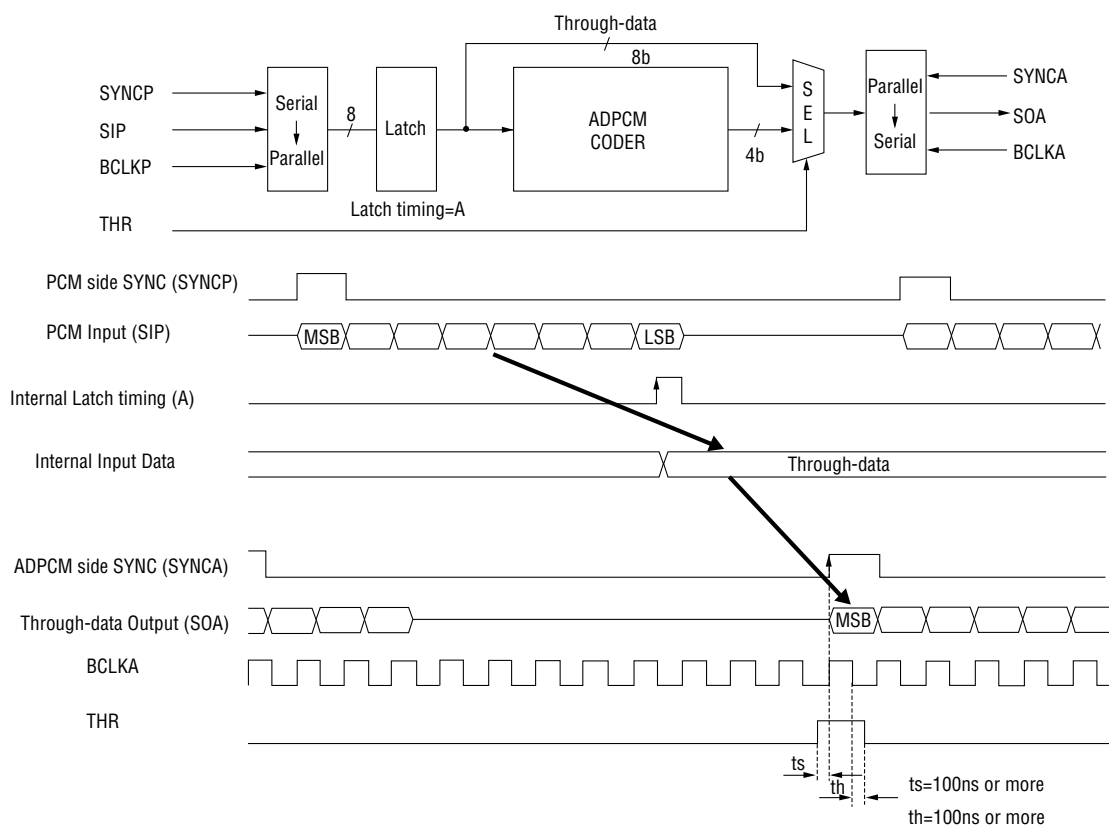 Through-data
8b
SYNCP
SIP
BCLKP
THR
Serial
Parallel
8
Latch
Latch timing=A
ADPCM
CODER
4b
S
E
L
Parallel
Serial
SYNCA
SOA
BCLKA
PCM side SYNC (SYNCP)
PCM Input (SIP)
MSB
LSB
Internal Latch timing (A)
Internal Input Data
Through-data
ADPCM side SYNC (SYNCA)
Through-data Output (SOA)
MSB
BCLKA
THR
ts
th
ts=100ns or more
th=100ns or more